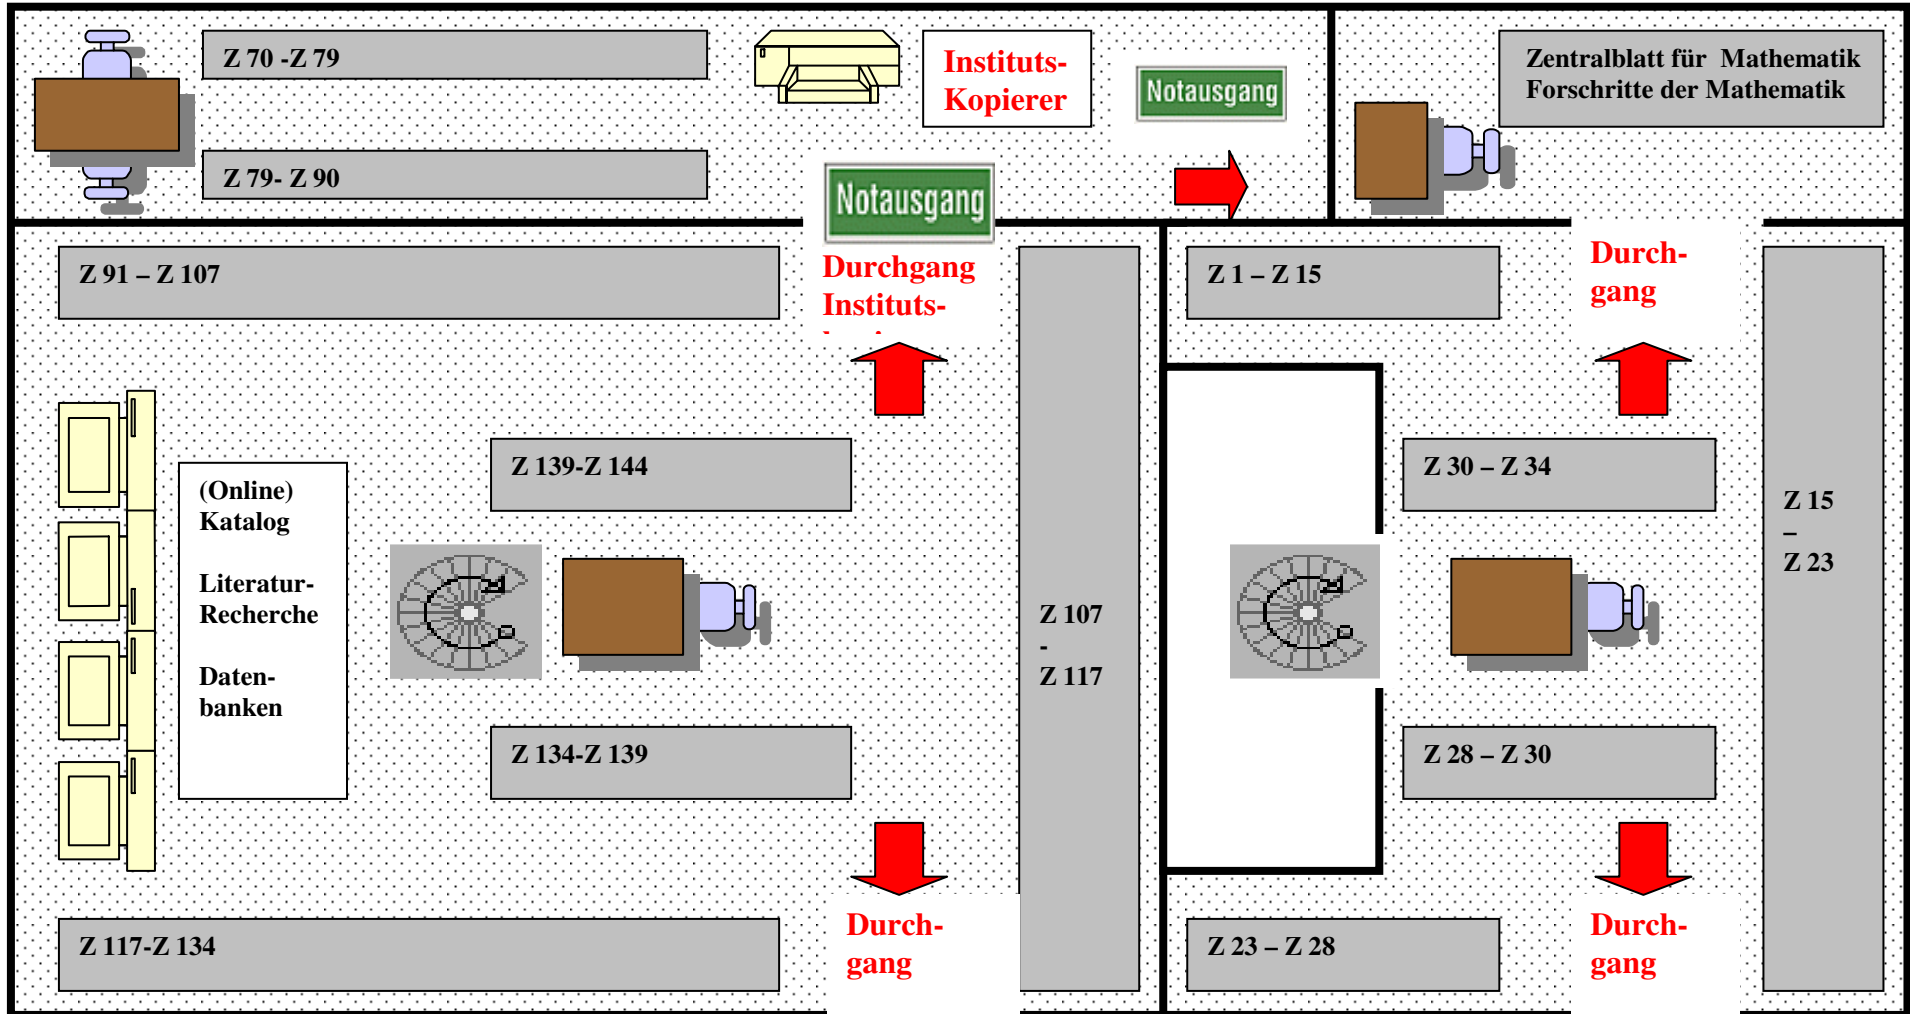 Z 70 -Z 79
Instituts-
Kopierer
Notausgang
Zentralblatt für Mathematik
Forschritte der Mathematik
Z 79- Z 90
Notausgang
Z 91 – Z 107
Durchgang
Instituts-
Z 1 – Z 15
Durch-
gang
Z 139-Z 144
Z 30 – Z 34
(Online)
Katalog
Literatur-
Recherche
Daten-
banken
Z 15
–
Z 23
Z 107
-
Z 117
Z 134-Z 139
Z 28 – Z 30
Z 117-Z 134
Durch-
gang
Z 23 – Z 28
Durch-
gang